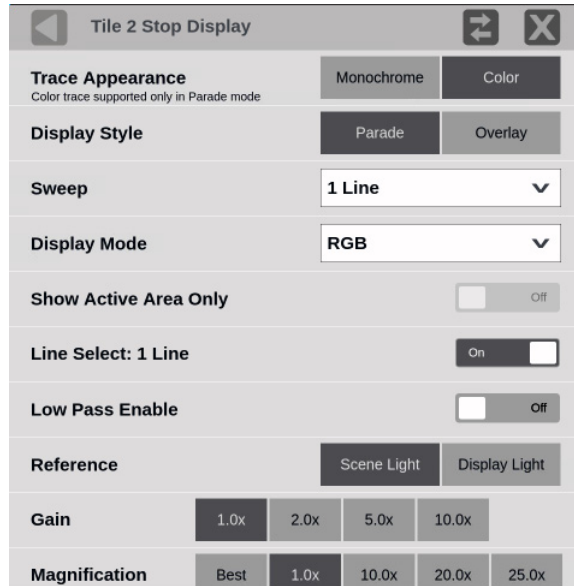 Tile 2 Stop Display
Trace Appearance Monochrome Color
Color trace supported only in Parade mode
Display Style Parade Overlay
Sweep 1 Line
Display Mode RGB
Show Active Area Only Off
Line Select: 1 Line On
Low Pass Enable Off
Reference Scene Light Display Light
Gain 1.0x 2.0x 5.0x 10.0x
Magnification Best 1.0x 10.0x 20.0x 25.0x